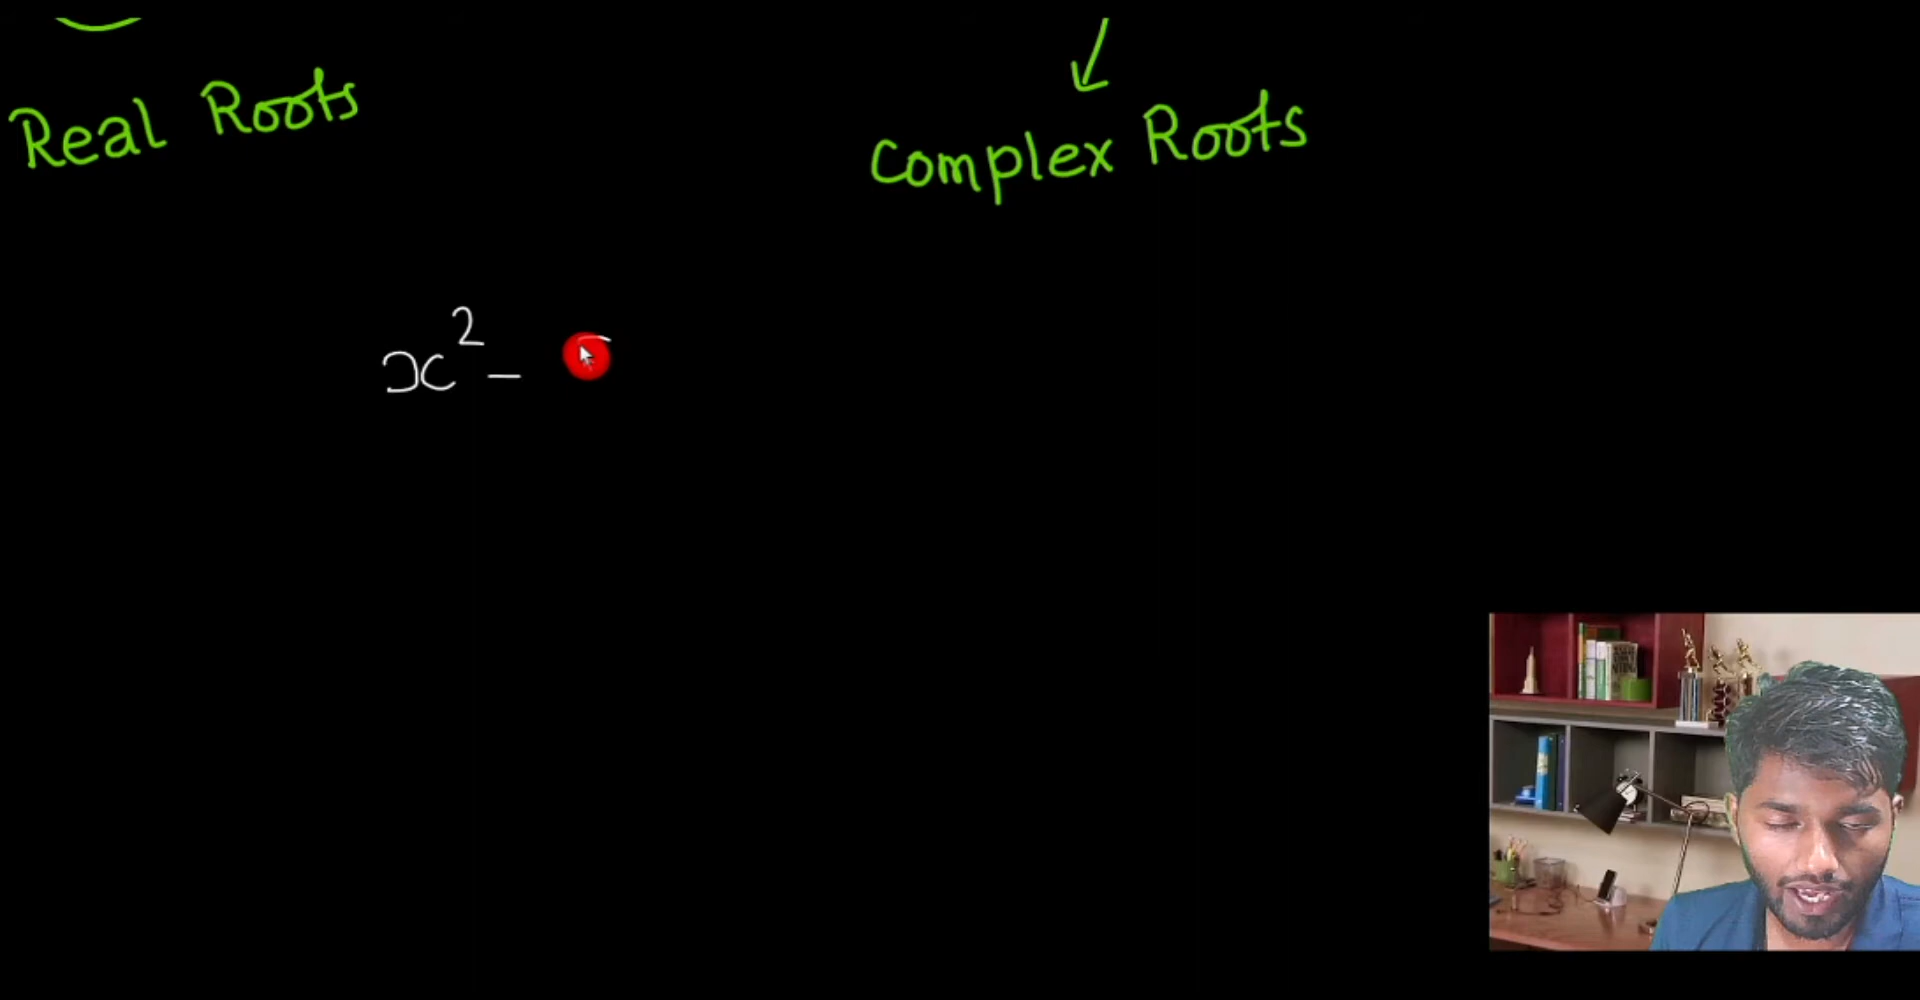 Real Roots
Complex Roots
x² –